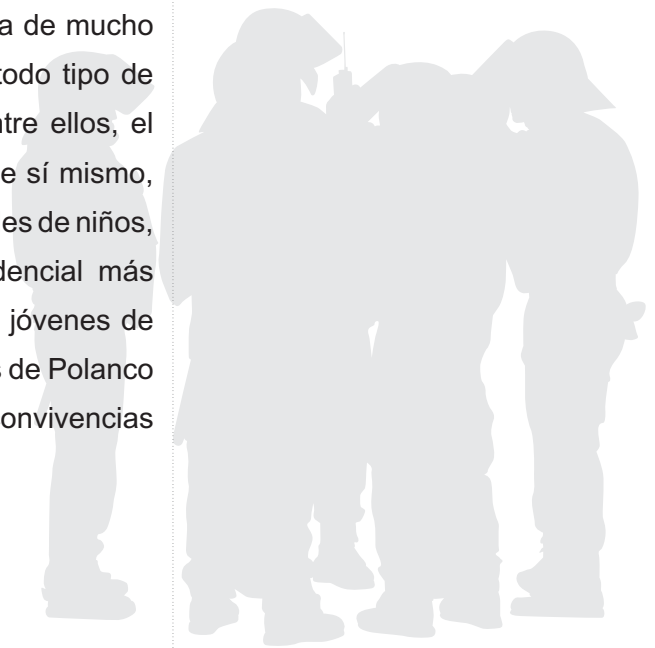 a de mucho
todo tipo de
tre ellos, el
e sí mismo,
es de niños,
dencial más
jóvenes de
s de Polanco
onvivencias